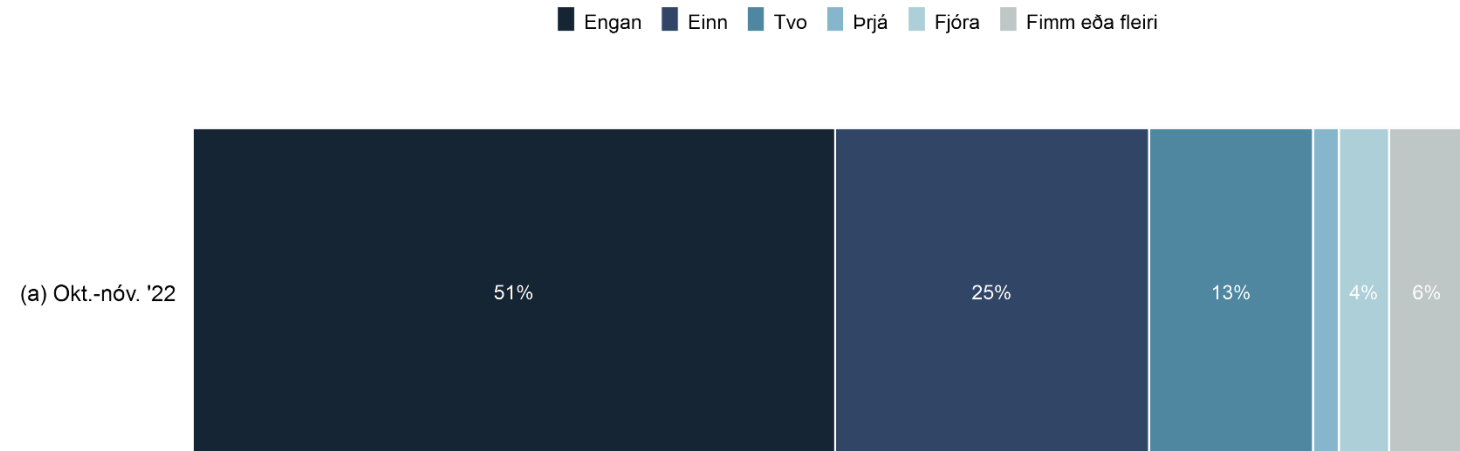 Engan Einn Tvo Þrjá Fjóra Fimm eða fleiri
(a) Okt.-nóv. '22 51% 25% 13% 4% 6%